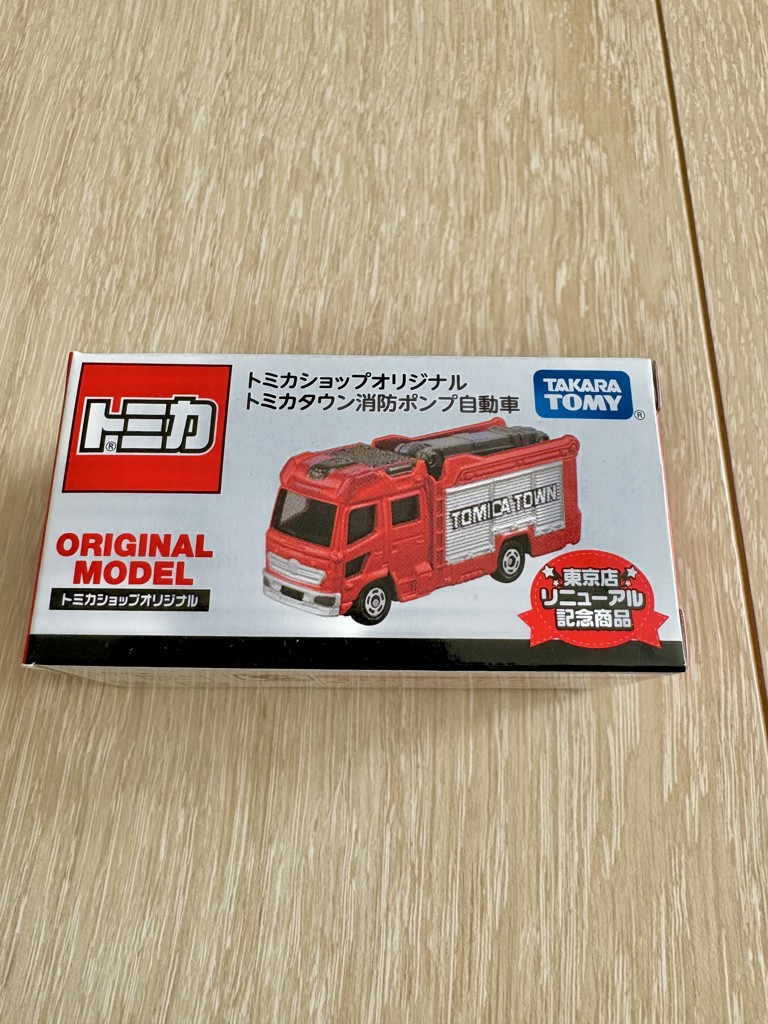 トミカ®
トミカショップオリジナル
トミカタウン消防ポンプ自動車
TAKARA
TOMY®
TOMICA TOWN
ORIGINAL
MODEL
トミカショップオリジナル
東京店
リニューアル
記念商品